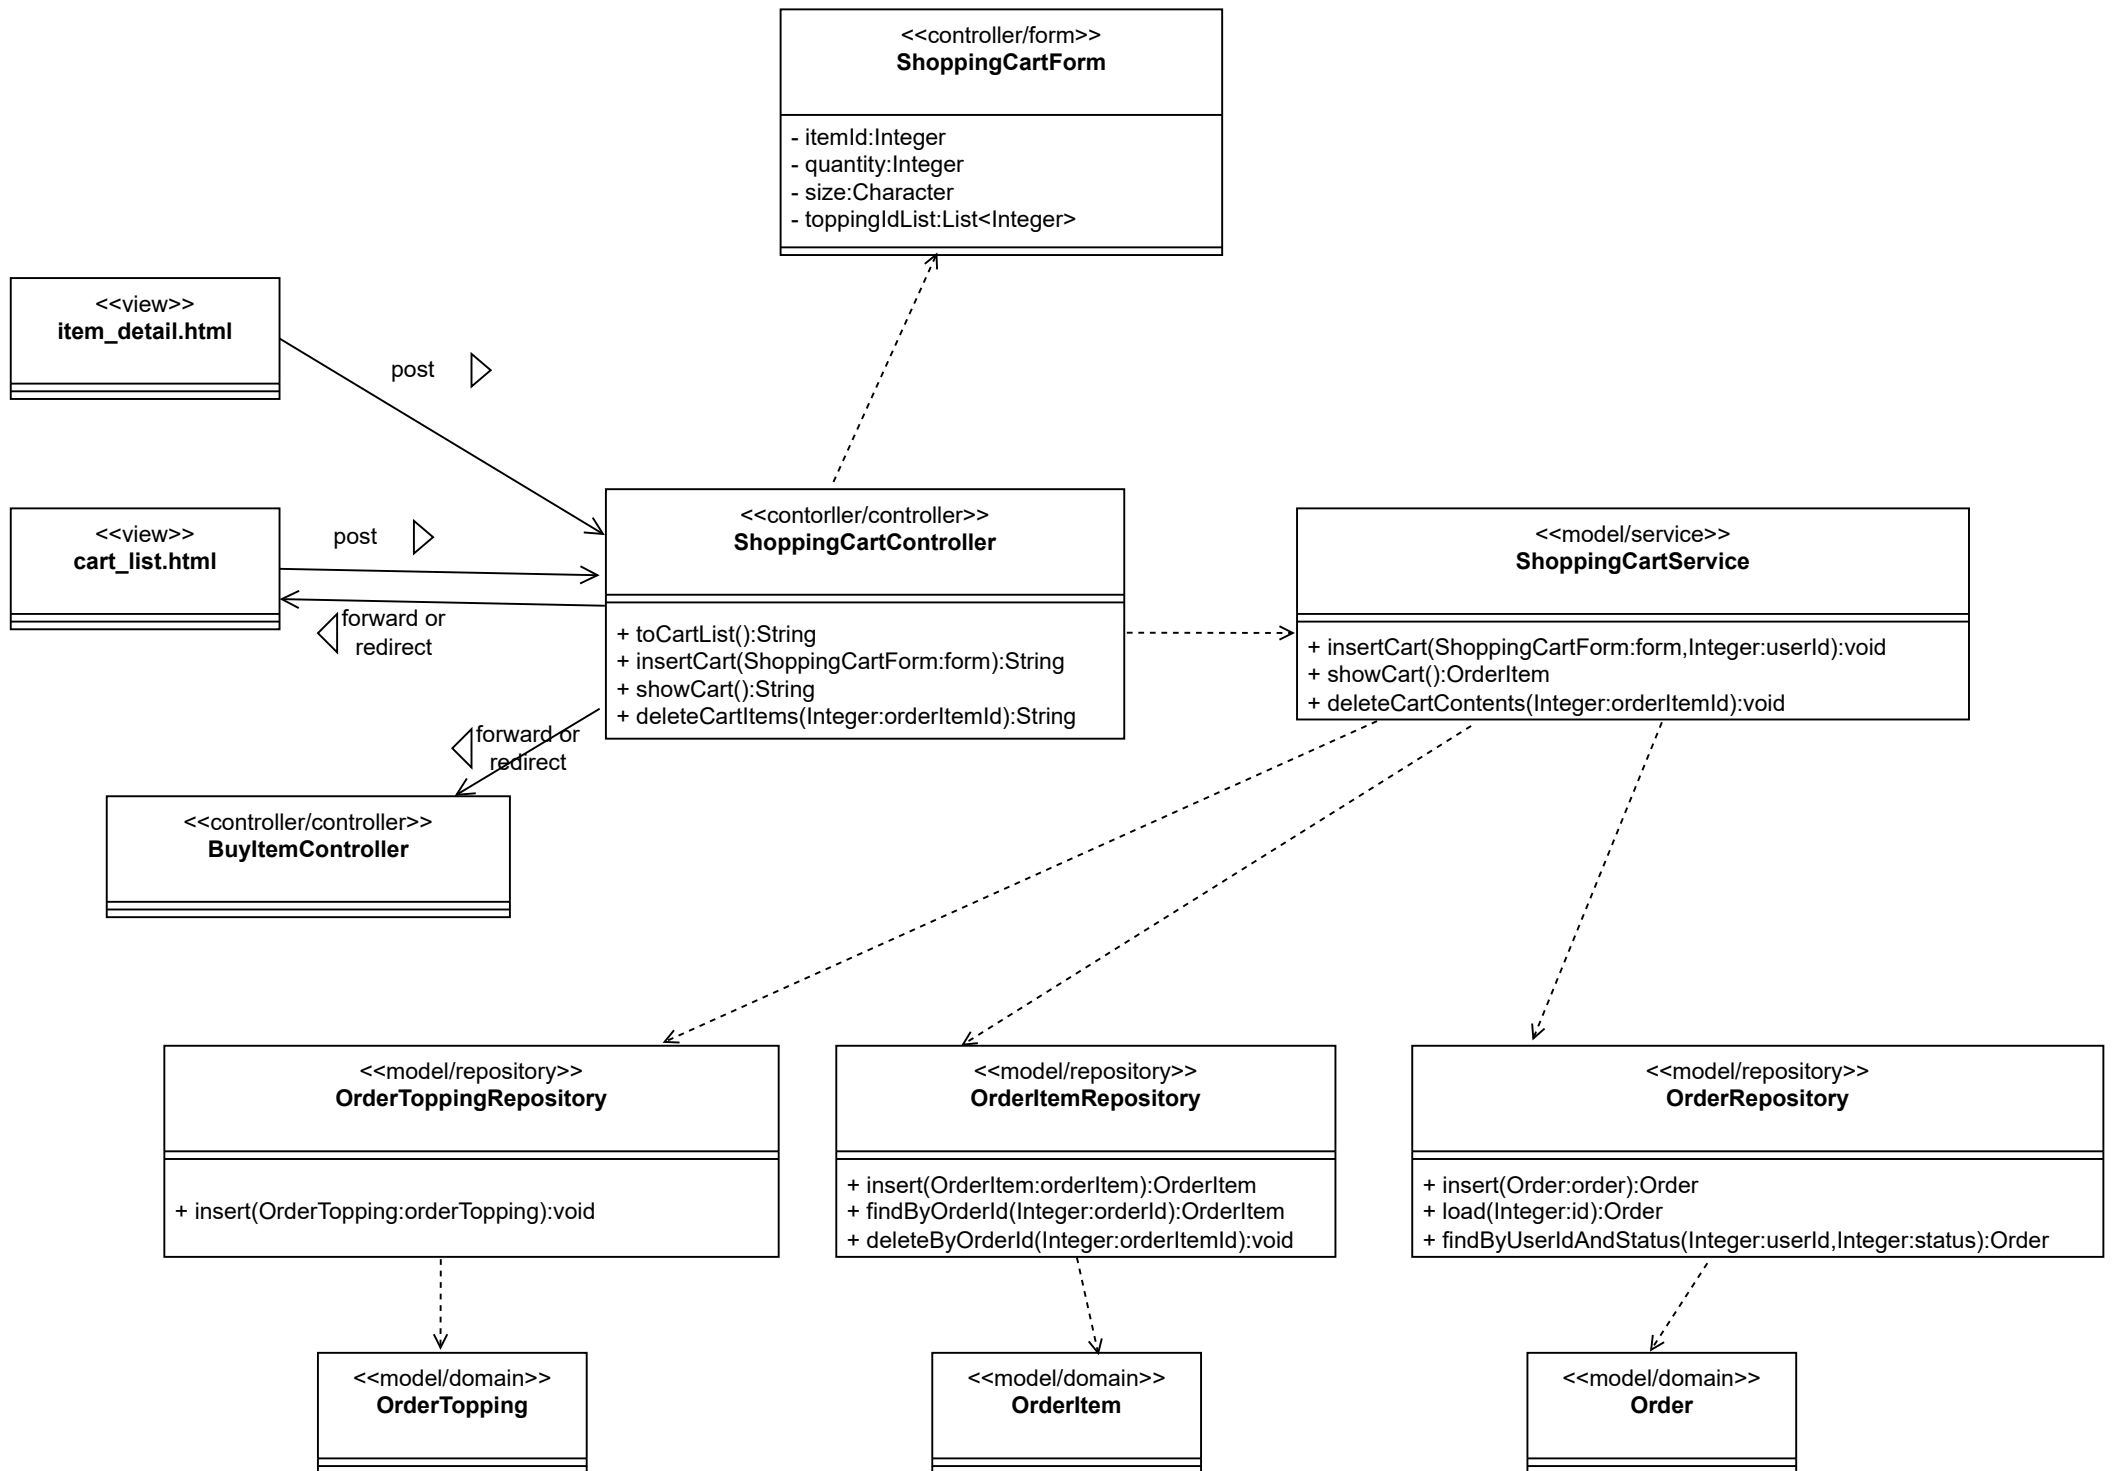 <<controller/form>>
ShoppingCartForm
- itemId:Integer
- quantity:Integer
- size:Character
- toppingIdList:List<Integer>
<<view>>
item_detail.html
post
<<view>>
cart_list.html
post
forward or
redirect
<<contorller/controller>>
ShoppingCartController
+ toCartList():String
+ insertCart(ShoppingCartForm:form):String
+ showCart():String
+ deleteCartItems(Integer:orderItemId):String
<<model/service>>
ShoppingCartService
+ insertCart(ShoppingCartForm:form,Integer:userId):void
+ showCart():OrderItem
+ deleteCartContents(Integer:orderItemId):void
forward or
redirect
<<controller/controller>>
BuyItemController
<<model/repository>>
OrderToppingRepository
+ insert(OrderTopping:orderTopping):void
<<model/repository>>
OrderItemRepository
+ insert(OrderItem:orderItem):OrderItem
+ findByOrderId(Integer:orderId):OrderItem
+ deleteByOrderId(Integer:orderItemId):void
<<model/repository>>
OrderRepository
+ insert(Order:order):Order
+ load(Integer:id):Order
+ findByUserIdAndStatus(Integer:userId,Integer:status):Order
<<model/domain>>
OrderTopping
<<model/domain>>
OrderItem
<<model/domain>>
Order